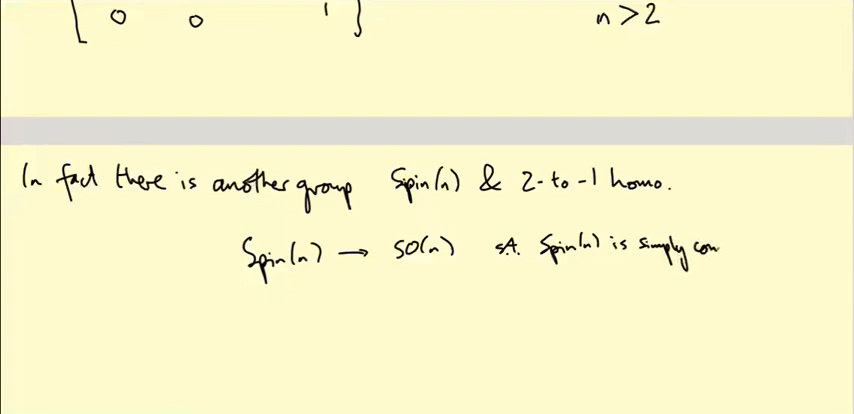 [ 0 0 1 ] n > 2
In fact there is another group Spin(n) & 2-to-1 homo.
Spin(n) → SO(n) s.t. Spin(n) is simply con